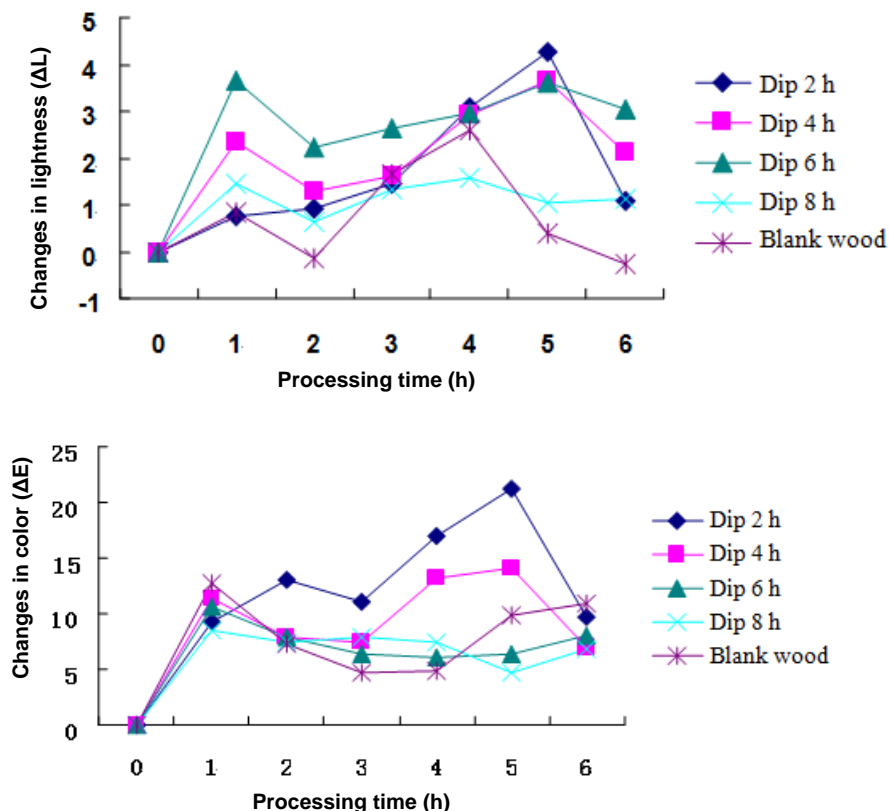 Changes in lightness (ΔL)
5
4
3
2
1
0
-1
0 1 2 3 4 5 6
Processing time (h)
Dip 2 h
Dip 4 h
Dip 6 h
Dip 8 h
Blank wood
Changes in color (ΔE)
25
20
15
10
5
0
0 1 2 3 4 5 6
Processing time (h)
Dip 2 h
Dip 4 h
Dip 6 h
Dip 8 h
Blank wood